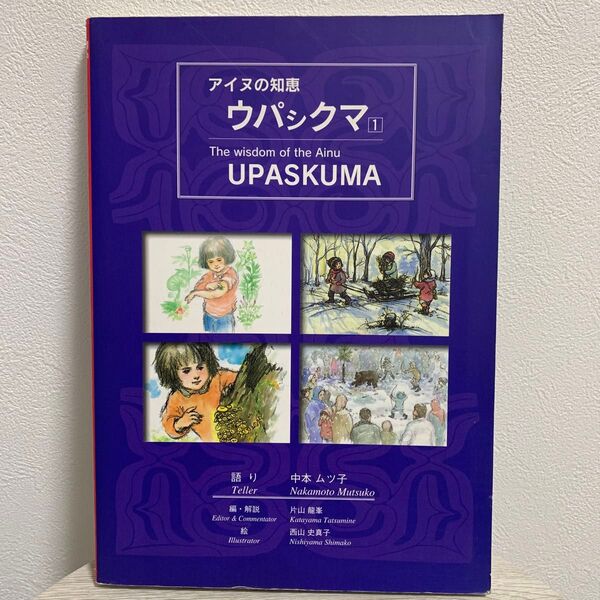 アイヌの知恵
ウパㇱクマ 1
The wisdom of the Ainu
UPASKUMA
語り 中本 ムツ子
Teller Nakamoto Mutsuko
編・解説 片山 龍峯
Editor & Commentator Katayama Tatsumine
絵 西山 史真子
Illustrator Nishiyama Shimako